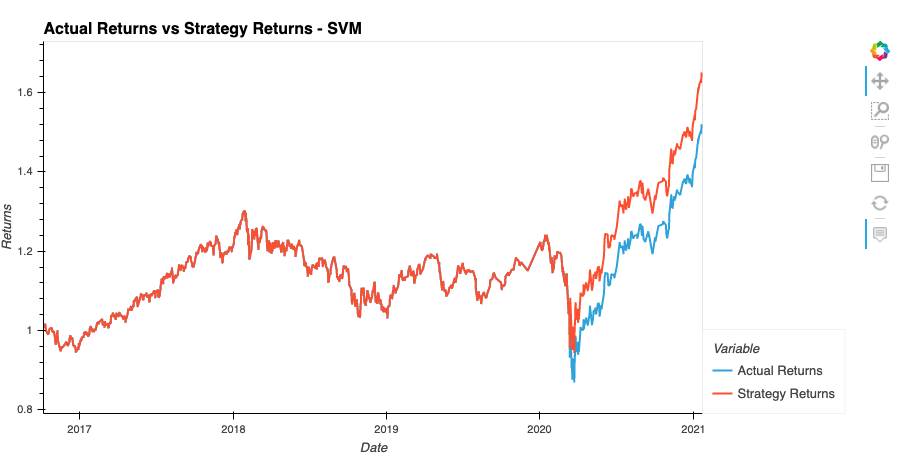 Actual Returns vs Strategy Returns - SVM
1.6
1.4
1.2
1
0.8
Returns
2017 2018 2019 2020 2021
Date
Variable
Actual Returns
Strategy Returns